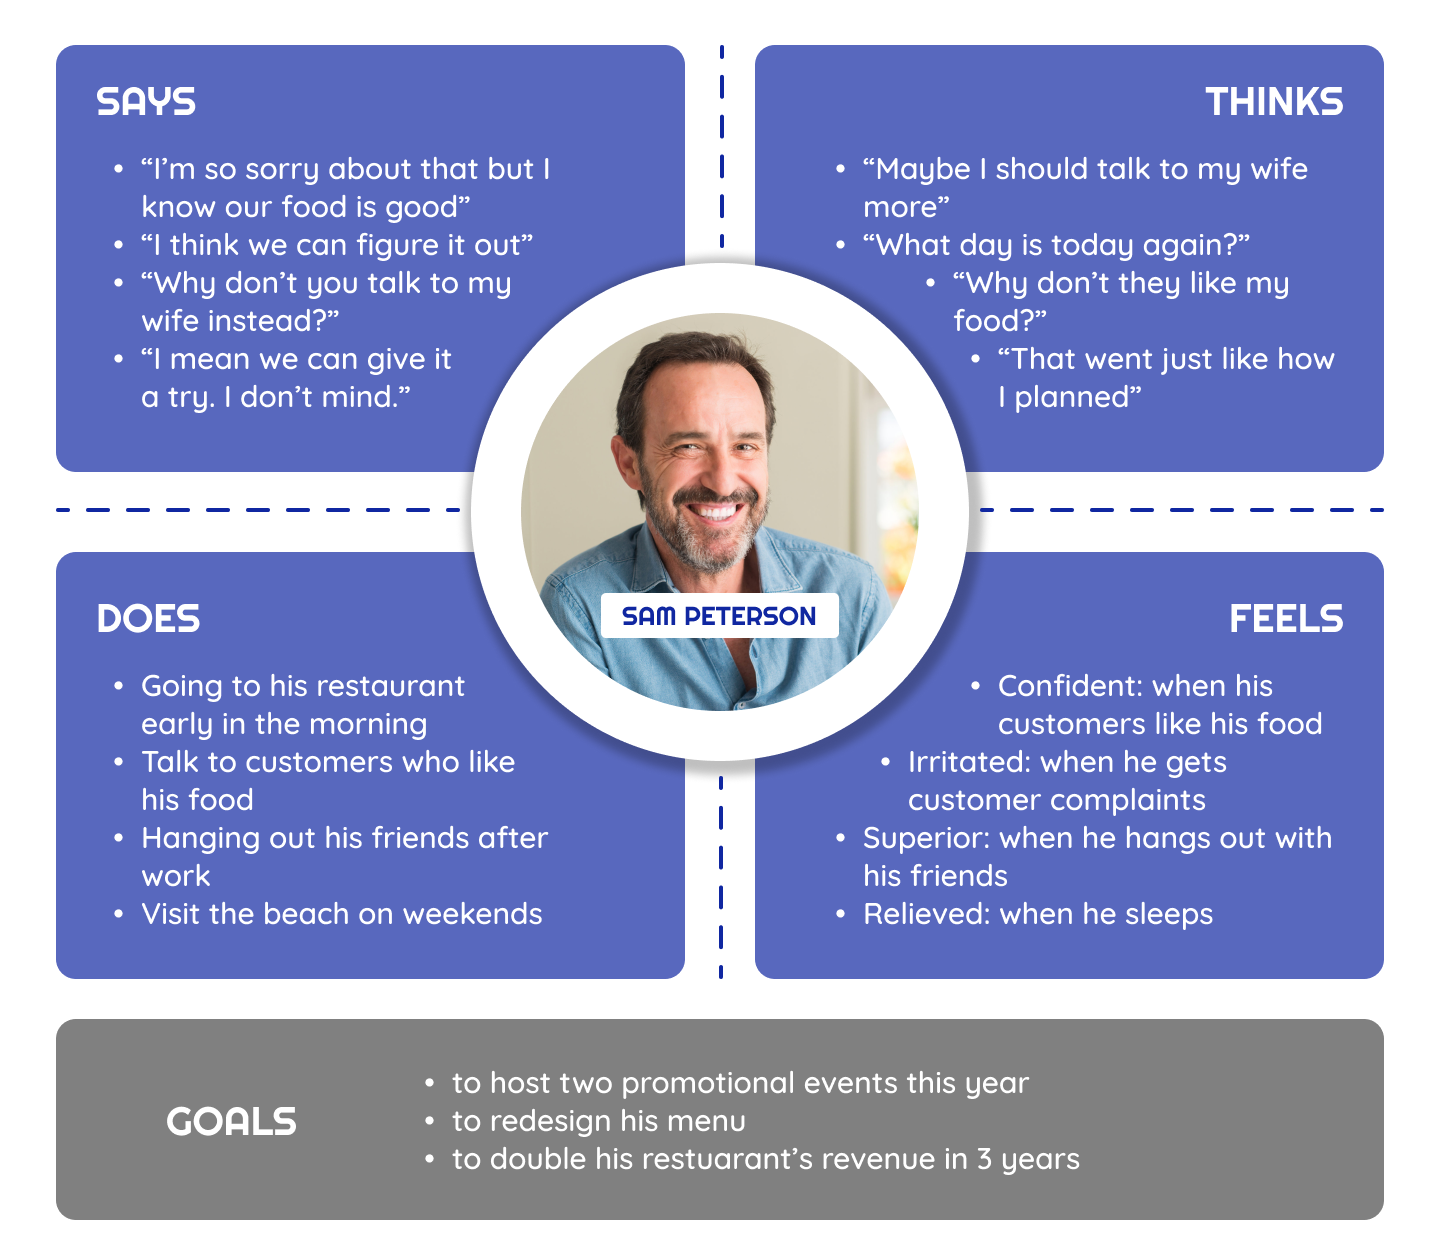 SAYS
• “I’m so sorry about that but I
know our food is good”
• “I think we can figure it out”
• “Why don’t you talk to my
wife instead?”
• “I mean we can give it
a try. I don’t mind.”
THINKS
• “Maybe I should talk to my wife
more”
• “What day is today again?”
• “Why don’t they like my
food?”
• “That went just like how
I planned”
SAM PETERSON
DOES
• Going to his restaurant
early in the morning
• Talk to customers who like
his food
• Hanging out his friends after
work
• Visit the beach on weekends
FEELS
• Confident: when his
customers like his food
• Irritated: when he gets
customer complaints
• Superior: when he hangs out with
his friends
• Relieved: when he sleeps
GOALS
• to host two promotional events this year
• to redesign his menu
• to double his restuarant’s revenue in 3 years